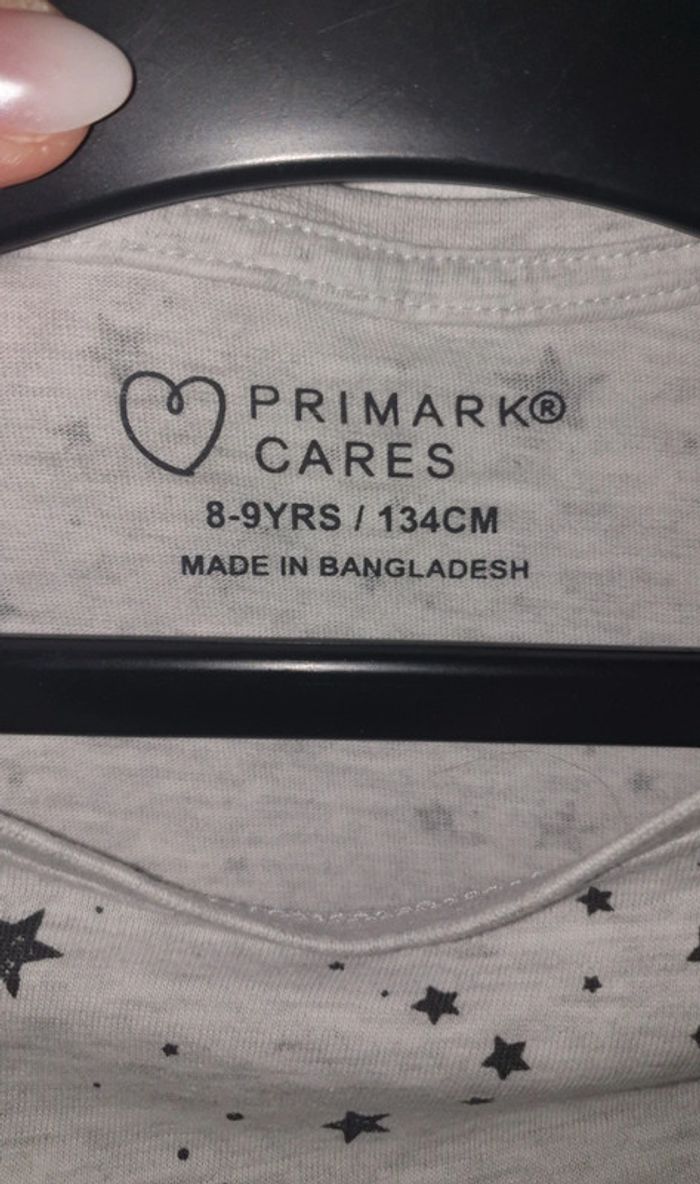 PRIMARK®
CARES
8-9YRS / 134CM
MADE IN BANGLADESH